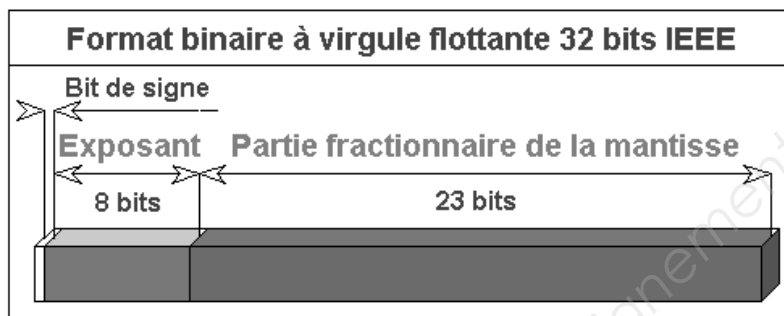 Format binaire à virgule flottante 32 bits IEEE
Bit de signe
Exposant Partie fractionnaire de la mantisse
8 bits 23 bits